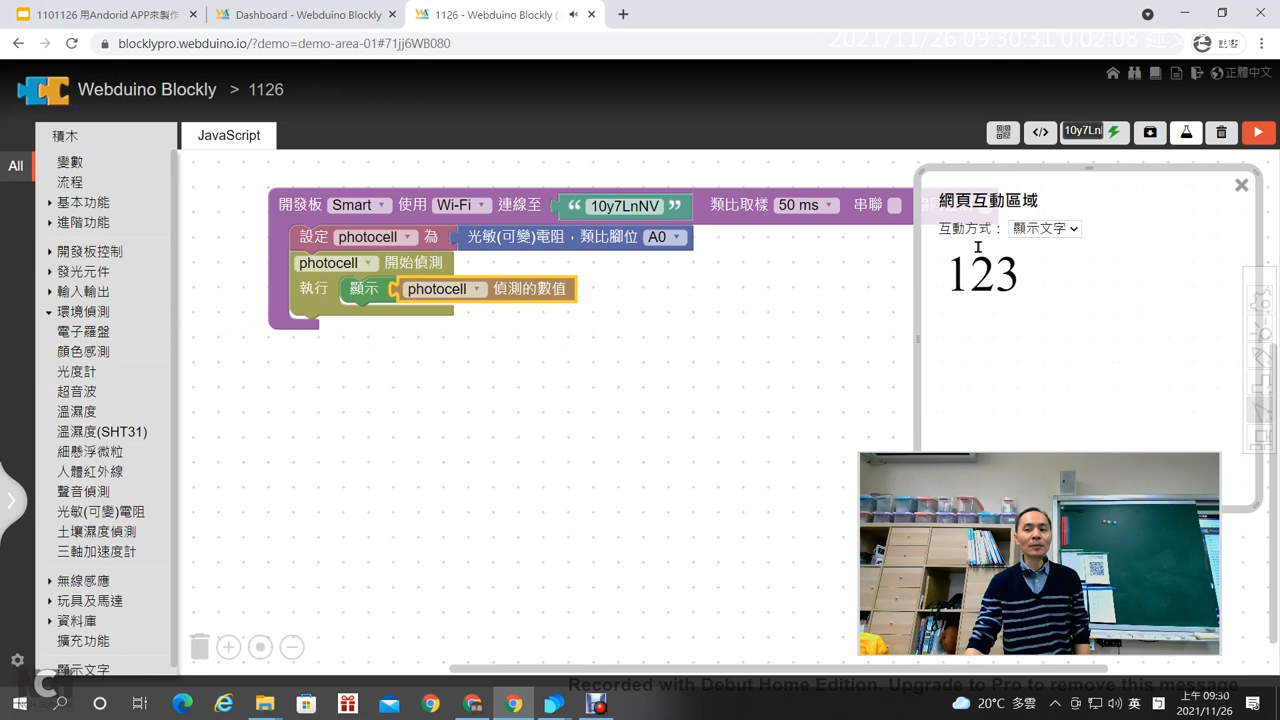 1101126 用Andorid APP來製作
Dashboard - Webduino Blockly
1126 - Webduino Blockly (
blocklypro.webduino.io/?demo=demo-area-01#71jj6WB080
2021/11/26 09:30:31 0:02:08
Webduino Blockly > 1126
正體中文
積木
JavaScript
10y7Lnl
All
變數
流程
基本功能
進階功能
開發板控制
發光元件
輸入輸出
環境偵測
電子羅盤
顏色感測
光度計
超音波
溫濕度
溫濕度(SHT31)
細懸浮微粒
人體紅外線
聲音偵測
光敏(可變)電阻
土壤濕度偵測
三軸加速度計
無線感應
玩具及馬達
資料庫
擴充功能
顯示文字
開發板 Smart 使用 Wi-Fi 連線至 “ 10y7LnNV ” 類比取樣 50 ms 串聯
設定 photocell 為 光敏(可變)電阻，類比腳位 A0
photocell 開始偵測
執行 顯示 photocell 偵測的數值
網頁互動區域
互動方式： 顯示文字
123
Recorded with Debut Home Edition. Upgrade to Pro to remove this message
20°C 多雲
英
上午 09:30
2021/11/26